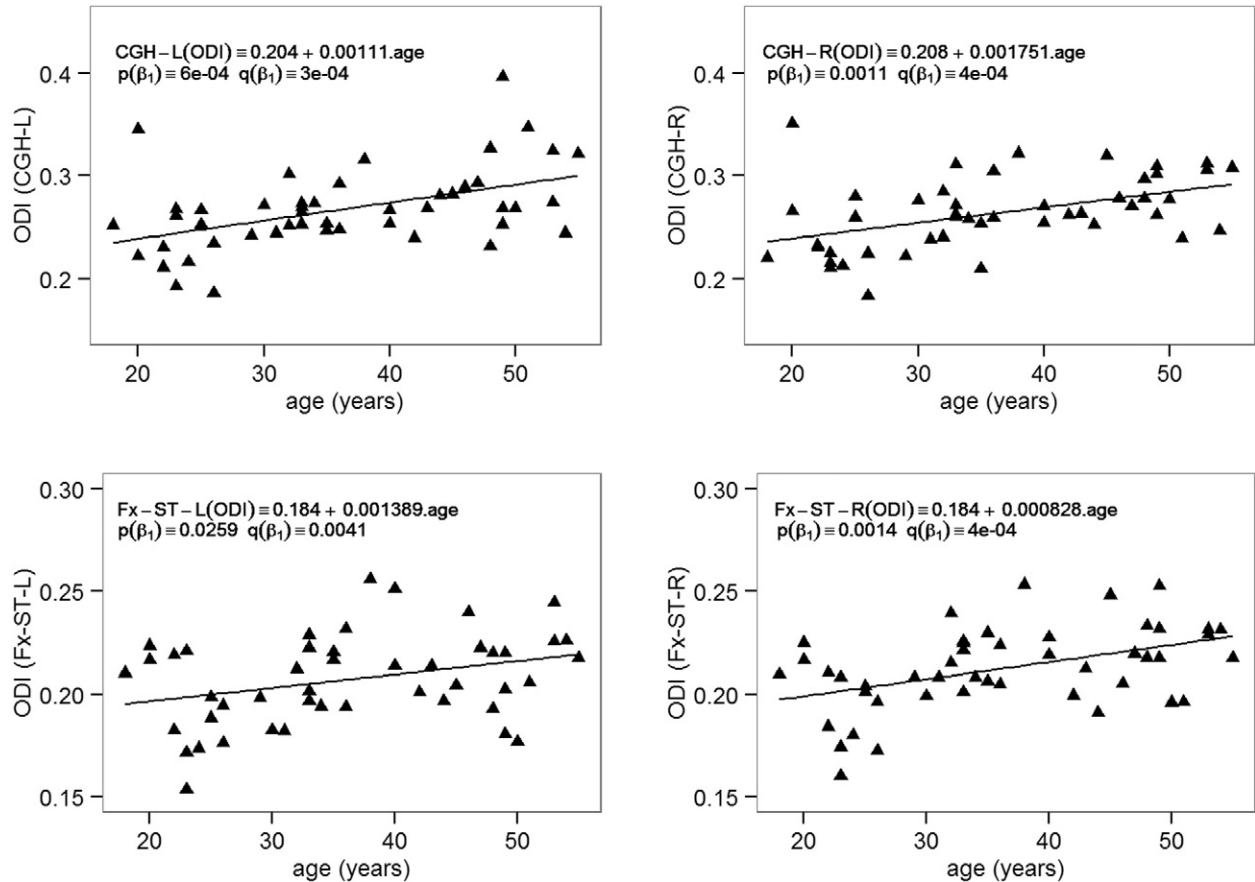 CGH–L(ODI)=0.204 + 0.00111.age
p(β₁)=6e-04 q(β₁)=3e-04
0.4
0.3
0.2
ODI (CGH-L)
20 30 40 50
age (years)
CGH–R(ODI)=0.208 + 0.001751.age
p(β₁)=0.0011 q(β₁)=4e-04
0.4
0.3
0.2
ODI (CGH-R)
20 30 40 50
age (years)
0.30
Fx–ST–L(ODI)=0.184 + 0.001389.age
p(β₁)=0.0259 q(β₁)=0.0041
0.25
0.20
0.15
ODI (Fx-ST-L)
20 30 40 50
age (years)
0.30
Fx–ST–R(ODI)=0.184 + 0.000828.age
p(β₁)=0.0014 q(β₁)=4e-04
0.25
0.20
0.15
ODI (Fx-ST-R)
20 30 40 50
age (years)